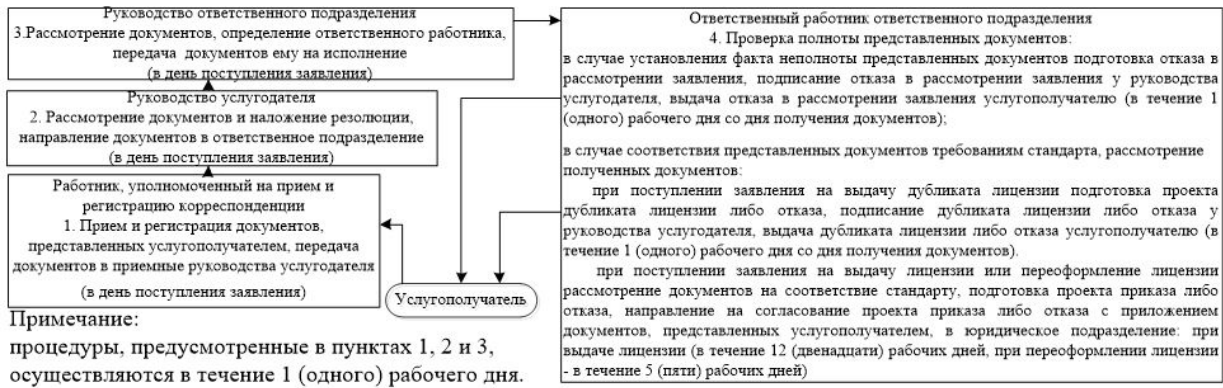 Руководство ответственного подразделения
3.Рассмотрение документов, определение ответственного работника,
передача документов ему на исполнение
(в день поступления заявления)
Руководство услугодателя
2. Рассмотрение документов и наложение резолюции,
направление документов в ответственное подразделение
(в день поступления заявления)
Работник, уполномоченный на прием и
регистрацию корреспонденции
1. Прием и регистрация документов,
представленных услугополучателем, передача
документов в приемные руководства услугодателя
(в день поступления заявления)
Услугополучатель
Ответственный работник ответственного подразделения
4. Проверка полноты представленных документов:
в случае установления факта неполноты представленных документов подготовка отказа в
рассмотрении заявления, подписание отказа в рассмотрении заявления у руководства
услугодателя, выдача отказа в рассмотрении заявления услугополучателю (в течение 1
(одного) рабочего дня со дня получения документов);
в случае соответствия представленных документов требованиям стандарта, рассмотрение
полученных документов:
при поступлении заявления на выдачу дубликата лицензии подготовка проекта
дубликата лицензии либо отказа, подписание дубликата лицензии либо отказа у
руководства услугодателя, выдача дубликата лицензии либо отказа услугополучателю (в
течение 1 (одного) рабочего дня со дня получения документов).
при поступлении заявления на выдачу лицензии или переоформление лицензии
рассмотрение документов на соответствие стандарту, подготовка проекта приказа либо
отказа, направление на согласование проекта приказа либо отказа с приложением
документов, представленных услугополучателем, в юридическое подразделение: при
выдаче лицензии (в течение 12 (двенадцати) рабочих дней, при переоформлении лицензии
- в течение 5 (пяти) рабочих дней)
Примечание:
процедуры, предусмотренные в пунктах 1, 2 и 3,
осуществляются в течение 1 (одного) рабочего дня.